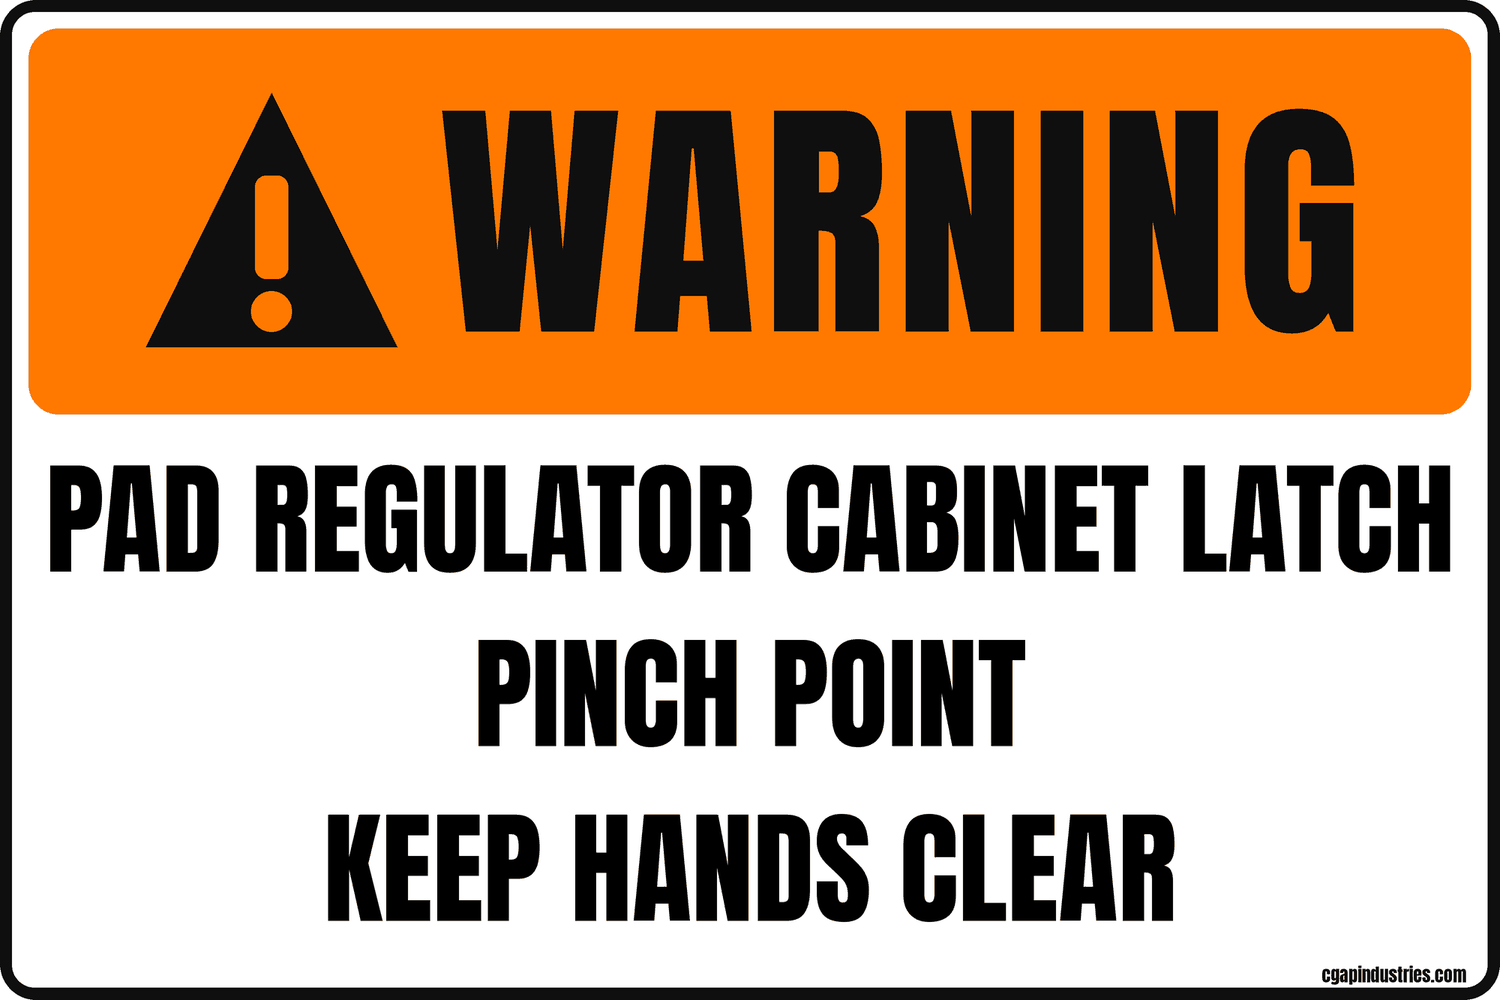 WARNING
PAD REGULATOR CABINET LATCH
PINCH POINT
KEEP HANDS CLEAR
cgapindustries.com